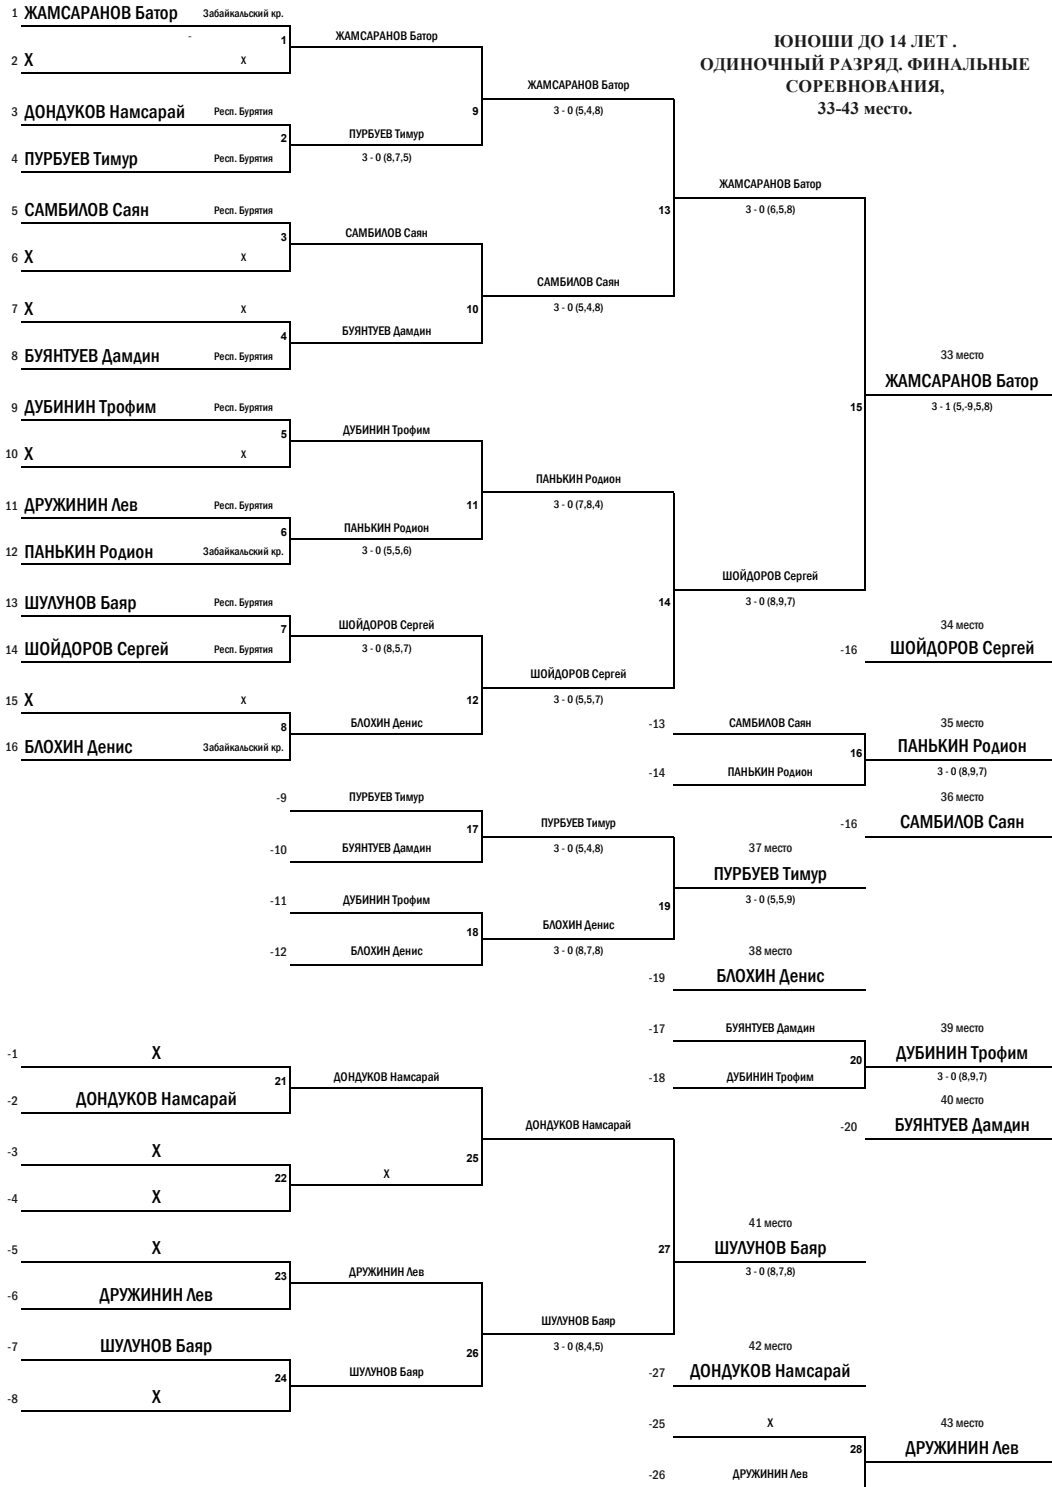 ЮНОШИ ДО 14 ЛЕТ .
ОДИНОЧНЫЙ РАЗРЯД. ФИНАЛЬНЫЕ
СОРЕВНОВАНИЯ,
33-43 место.
1 ЖАМСАРАНОВ Батор Забайкальский кр.
- 1
2 X X
3 ДОНДУКОВ Намсарай Респ. Бурятия
2
4 ПУРБУЕВ Тимур Респ. Бурятия
5 САМБИЛОВ Саян Респ. Бурятия
3
6 X X
7 X X
4
8 БУЯНТУЕВ Дамдин Респ. Бурятия
9 ДУБИНИН Трофим Респ. Бурятия
5
10 X X
11 ДРУЖИНИН Лев Респ. Бурятия
6
12 ПАНЬКИН Родион Забайкальский кр.
13 ШУЛУНОВ Баяр Респ. Бурятия
7
14 ШОЙДОРОВ Сергей Респ. Бурятия
15 X X
8
16 БЛОХИН Денис Забайкальский кр.
ЖАМСАРАНОВ Батор
9
ПУРБУЕВ Тимур
3 - 0 (8,7,5)
САМБИЛОВ Саян
10
БУЯНТУЕВ Дамдин
ДУБИНИН Трофим
11
ПАНЬКИН Родион
3 - 0 (5,5,6)
ШОЙДОРОВ Сергей
3 - 0 (8,5,7)
12
БЛОХИН Денис
ЖАМСАРАНОВ Батор
3 - 0 (5,4,8)
13
САМБИЛОВ Саян
3 - 0 (5,4,8)
ПАНЬКИН Родион
3 - 0 (7,8,4)
14
ШОЙДОРОВ Сергей
3 - 0 (5,5,7)
ЖАМСАРАНОВ Батор
3 - 0 (6,5,8)
15
ШОЙДОРОВ Сергей
3 - 0 (8,9,7)
33 место
ЖАМСАРАНОВ Батор
3 - 1 (5,-9,5,8)
34 место
-16 ШОЙДОРОВ Сергей
-13 САМБИЛОВ Саян
16
-14 ПАНЬКИН Родион
35 место
ПАНЬКИН Родион
3 - 0 (8,9,7)
36 место
-16 САМБИЛОВ Саян
-9 ПУРБУЕВ Тимур
17
-10 БУЯНТУЕВ Дамдин
-11 ДУБИНИН Трофим
18
-12 БЛОХИН Денис
ПУРБУЕВ Тимур
3 - 0 (5,4,8)
19
БЛОХИН Денис
3 - 0 (8,7,8)
37 место
ПУРБУЕВ Тимур
3 - 0 (5,5,9)
38 место
-19 БЛОХИН Денис
-17 БУЯНТУЕВ Дамдин
20
-18 ДУБИНИН Трофим
39 место
ДУБИНИН Трофим
3 - 0 (8,9,7)
40 место
-20 БУЯНТУЕВ Дамдин
-1 X
21
-2 ДОНДУКОВ Намсарай
-3 X
22
-4 X
-5 X
23
-6 ДРУЖИНИН Лев
-7 ШУЛУНОВ Баяр
24
-8 X
ДОНДУКОВ Намсарай
25
X
ДРУЖИНИН Лев
26
ШУЛУНОВ Баяр
ДОНДУКОВ Намсарай
27
ШУЛУНОВ Баяр
3 - 0 (8,4,5)
41 место
ШУЛУНОВ Баяр
3 - 0 (8,7,8)
42 место
-27 ДОНДУКОВ Намсарай
-25 X
28
-26 ДРУЖИНИН Лев
43 место
ДРУЖИНИН Лев